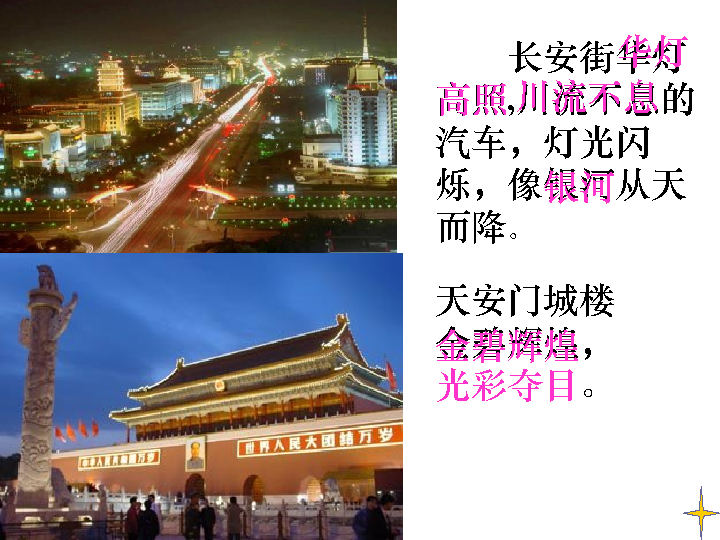 长安街华灯
高照,川流不息的
汽车，灯光闪
烁，像银河从天
而降。
天安门城楼
金碧辉煌，
光彩夺目。
中华人民共和国万岁
世界人民大团结万岁